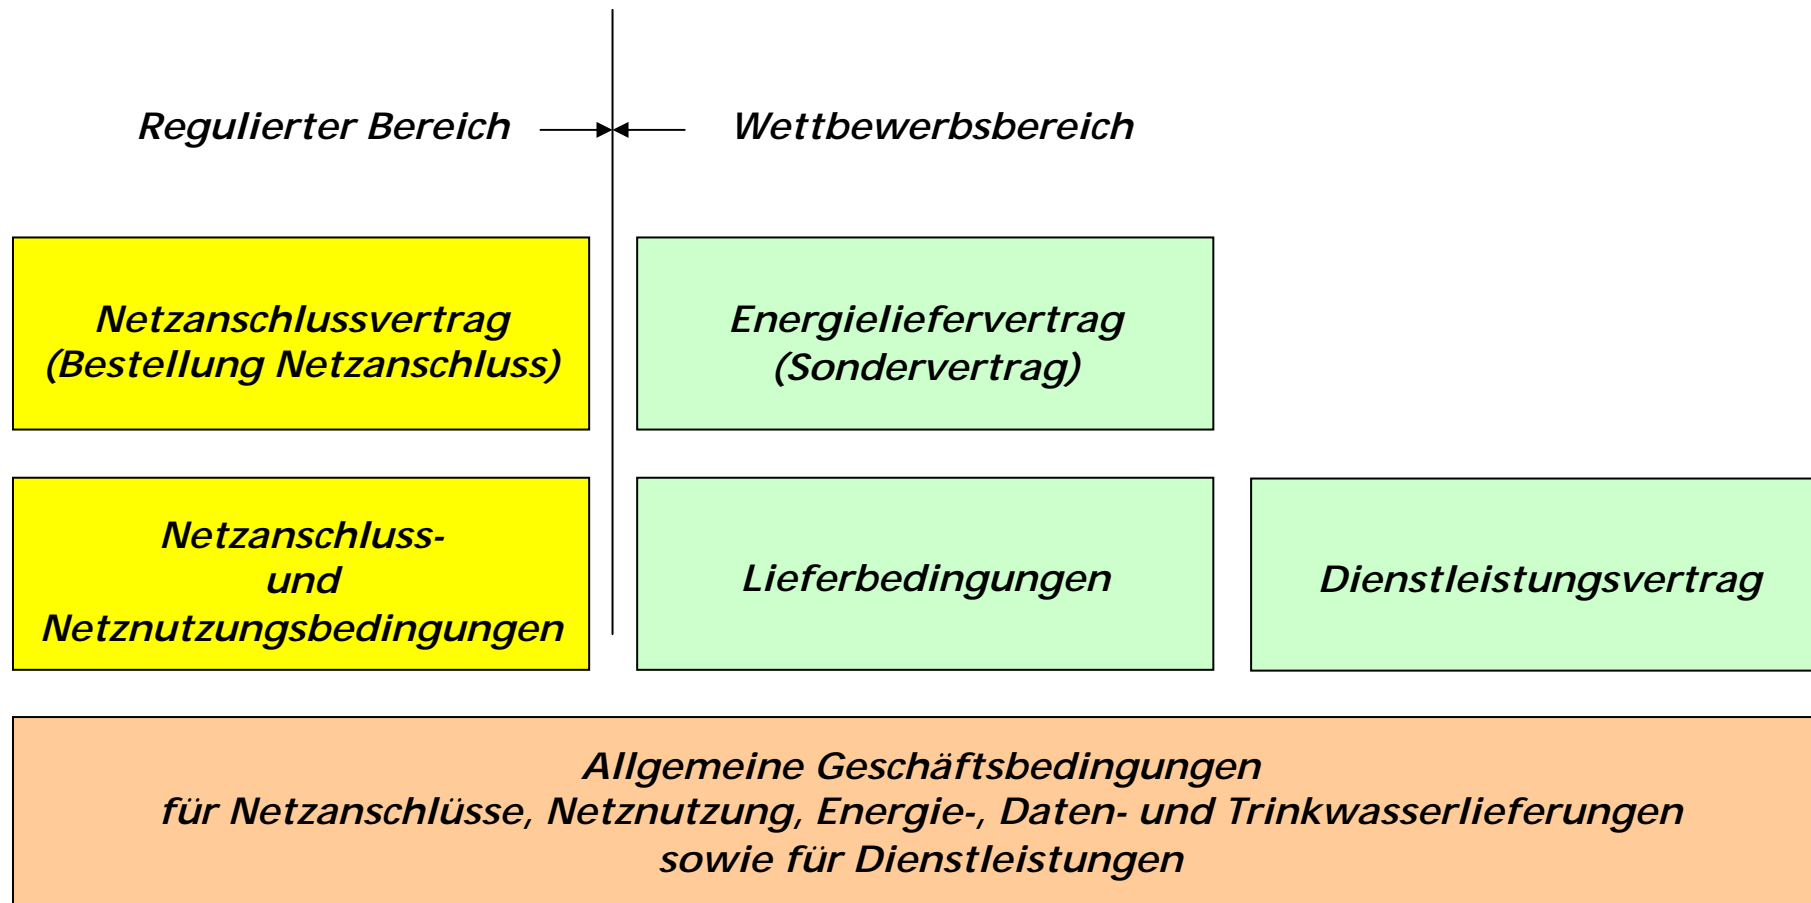 Regulierter Bereich
Wettbewerbsbereich
Netzanschlussvertrag
(Bestellung Netzanschluss)
Energieliefervertrag
(Sondervertrag)
Netzanschluss-
und
Netznutzungsbedingungen
Lieferbedingungen
Dienstleistungsvertrag
Allgemeine Geschäftsbedingungen
für Netzanschlüsse, Netznutzung, Energie-, Daten- und Trinkwasserlieferungen
sowie für Dienstleistungen